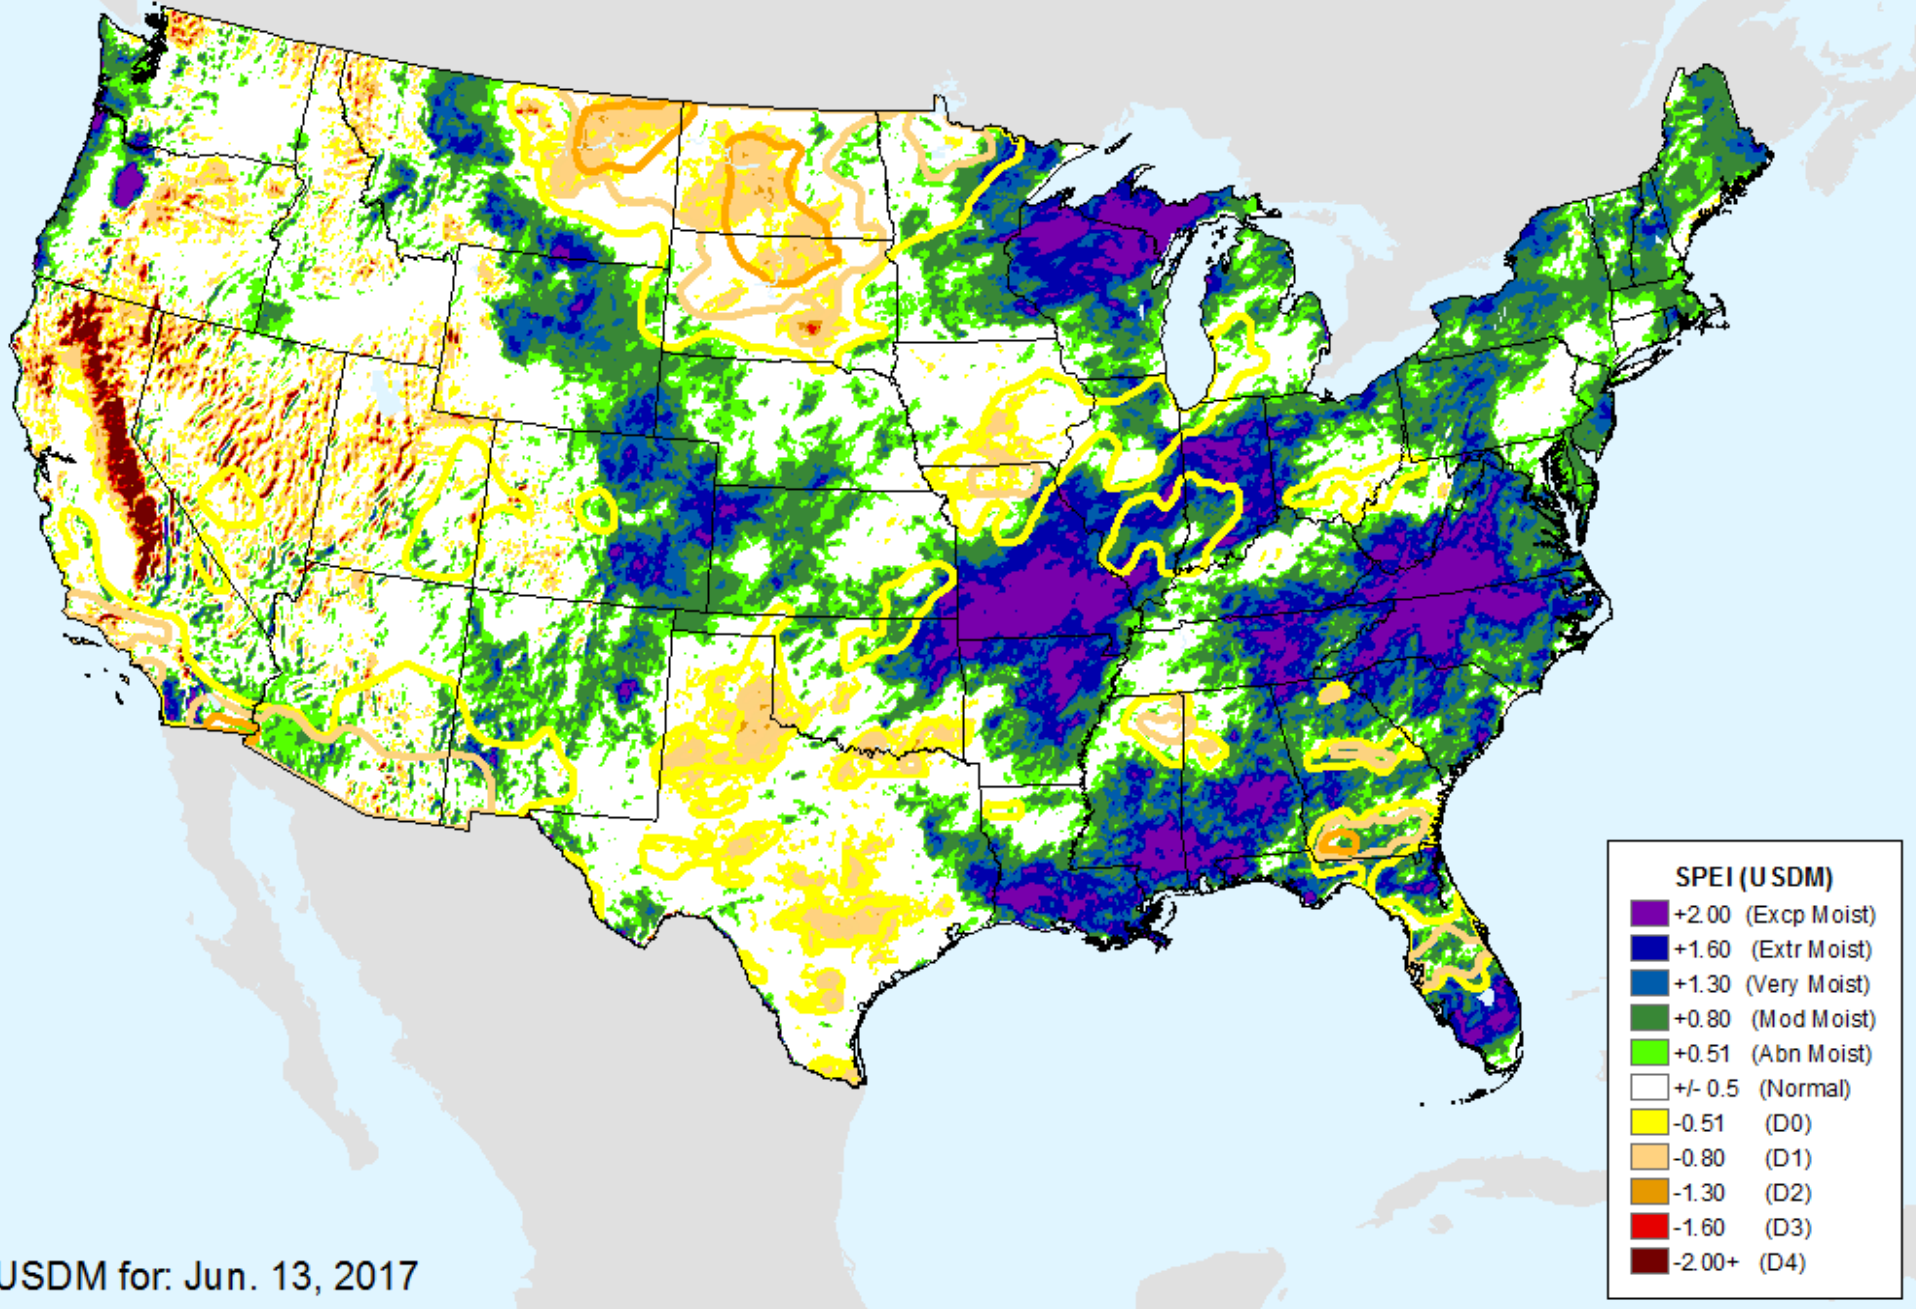 SPEI (USDM)
+2.00 (Excp Moist)
+1.60 (Extr Moist)
+1.30 (Very Moist)
+0.80 (Mod Moist)
+0.51 (Abn Moist)
+/- 0.5 (Normal)
-0.51 (D0)
-0.80 (D1)
-1.30 (D2)
-1.60 (D3)
-2.00+ (D4)
USDM for: Jun. 13, 2017